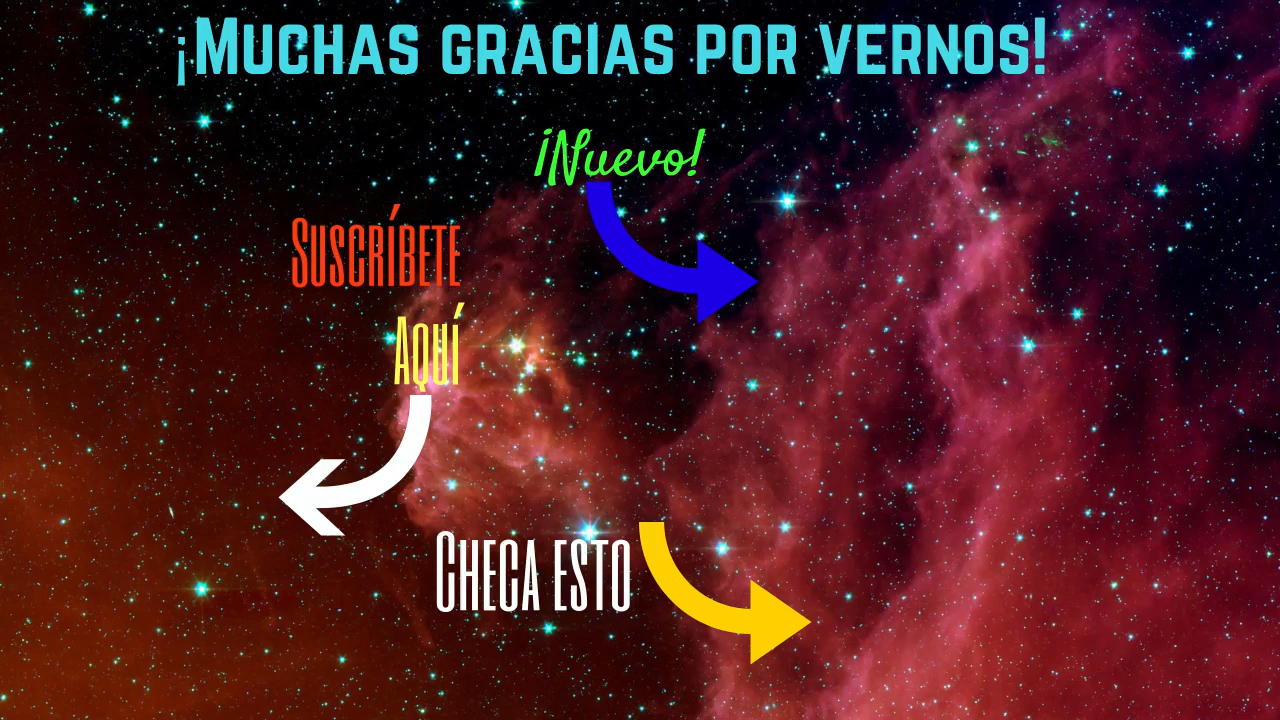 ¡Muchas gracias por vernos!
¡Nuevo!
Suscríbete
Aquí
Checa esto